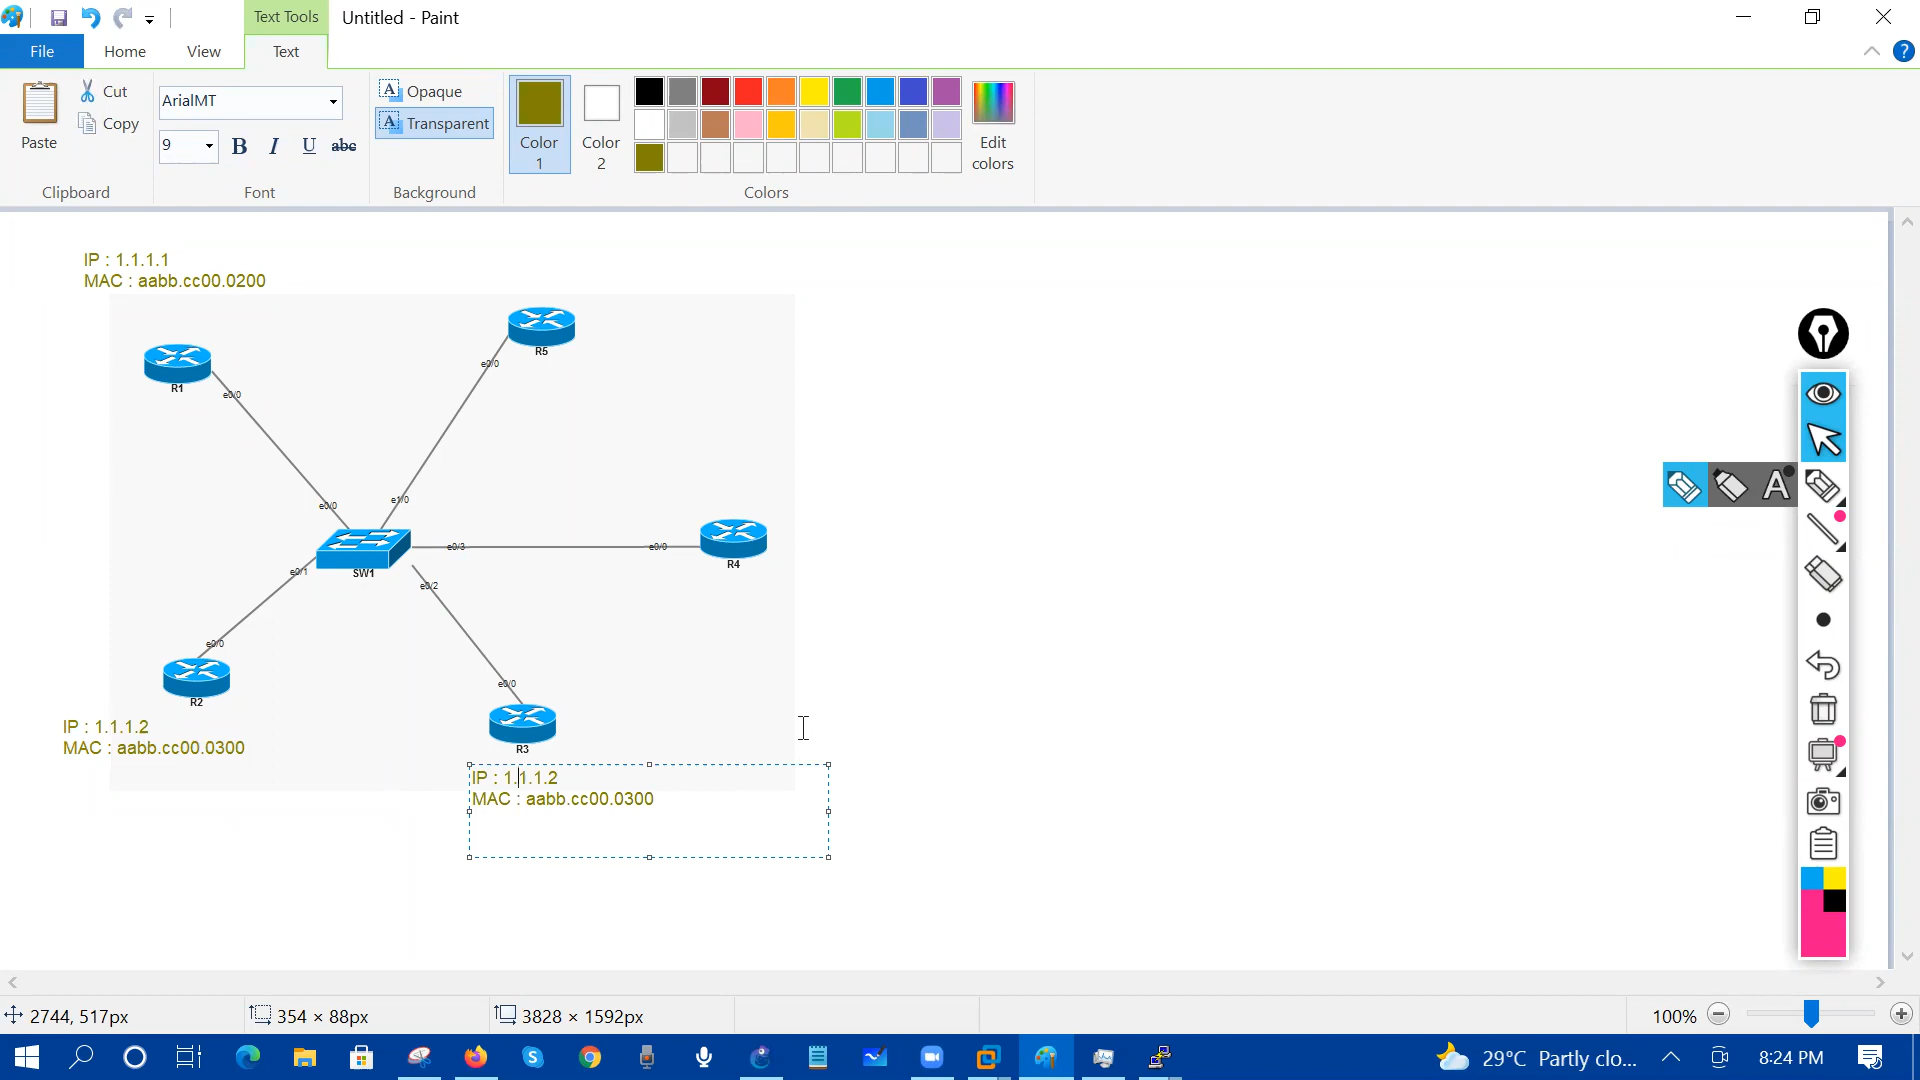 Text Tools
Untitled - Paint
File
Home
View
Text
Paste
Cut
Copy
Clipboard
ArialMT
9
B
I
U
abc
Font
A Opaque
A Transparent
Background
Color 1
Color 2
Edit colors
Colors
IP : 1.1.1.1
MAC : aabb.cc00.0200
R5
e0/0
R1
e0/0
e1/0
e0/0
e0/3
e0/0
SW1
R4
e0/1
e0/2
e0/0
e0/0
R2
R3
IP : 1.1.1.2
MAC : aabb.cc00.0300
IP : 1.1.1.2
MAC : aabb.cc00.0300
A
2744, 517px
354 × 88px
3828 × 1592px
100%
29°C Partly clo...
8:24 PM